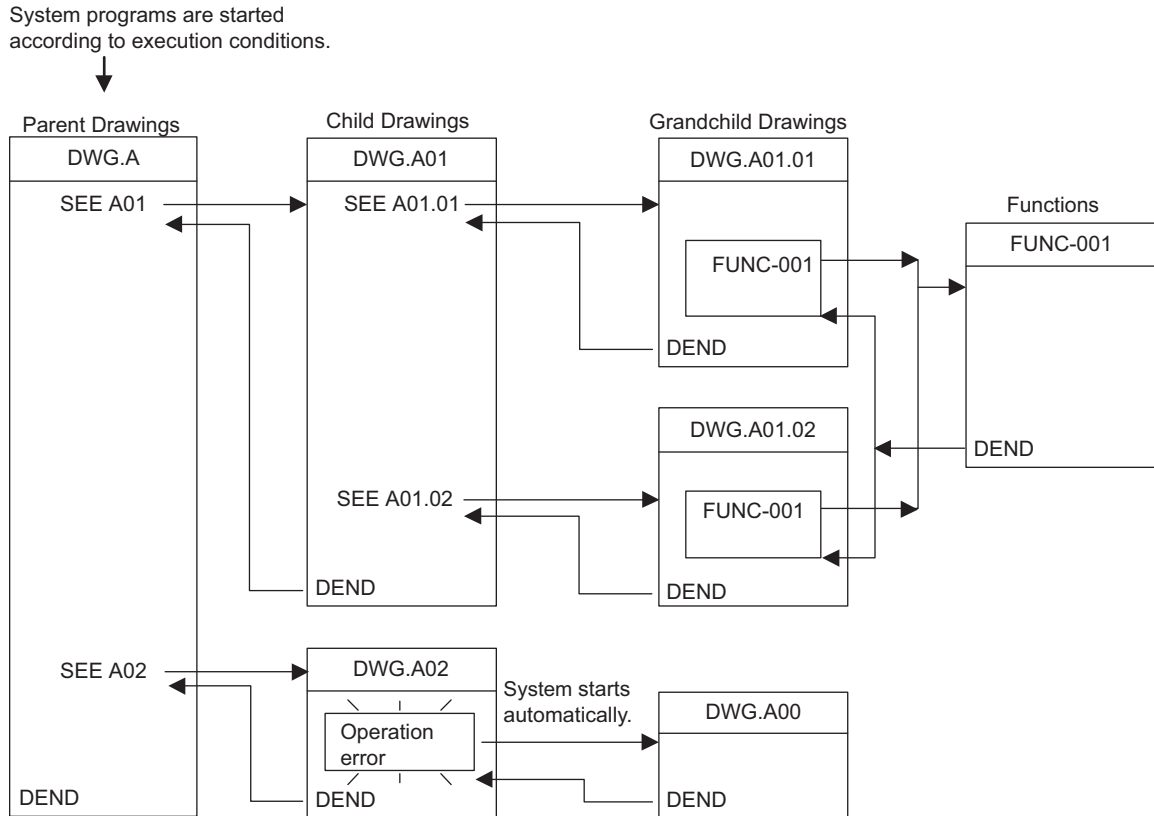 System programs are started
according to execution conditions.
Parent Drawings
Child Drawings
Grandchild Drawings
Functions
DWG.A
SEE A01
SEE A02
DEND
DWG.A01
SEE A01.01
SEE A01.02
DEND
DWG.A01.01
FUNC-001
DEND
DWG.A01.02
FUNC-001
DEND
FUNC-001
DEND
DWG.A02
Operation
error
DEND
System starts
automatically.
DWG.A00
DEND